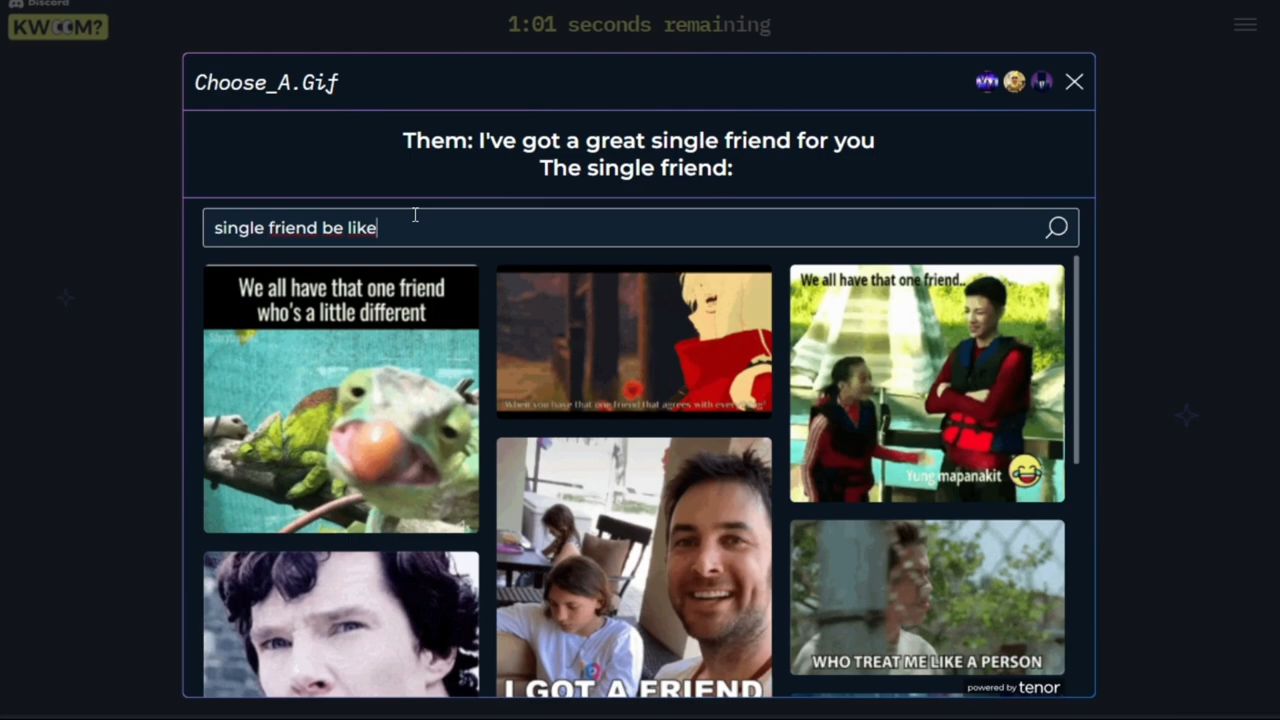 Discord
KWOOM?
1:01 seconds remaining
Choose_A.Gif
Them: I've got a great single friend for you
The single friend:
single friend be like
We all have that one friend
who's a little different
When you have that one friend that agrees with everything!
We all have that one friend..
Yung mapanakit
I GOT A FRIEND
WHO TREAT ME LIKE A PERSON
powered by tenor